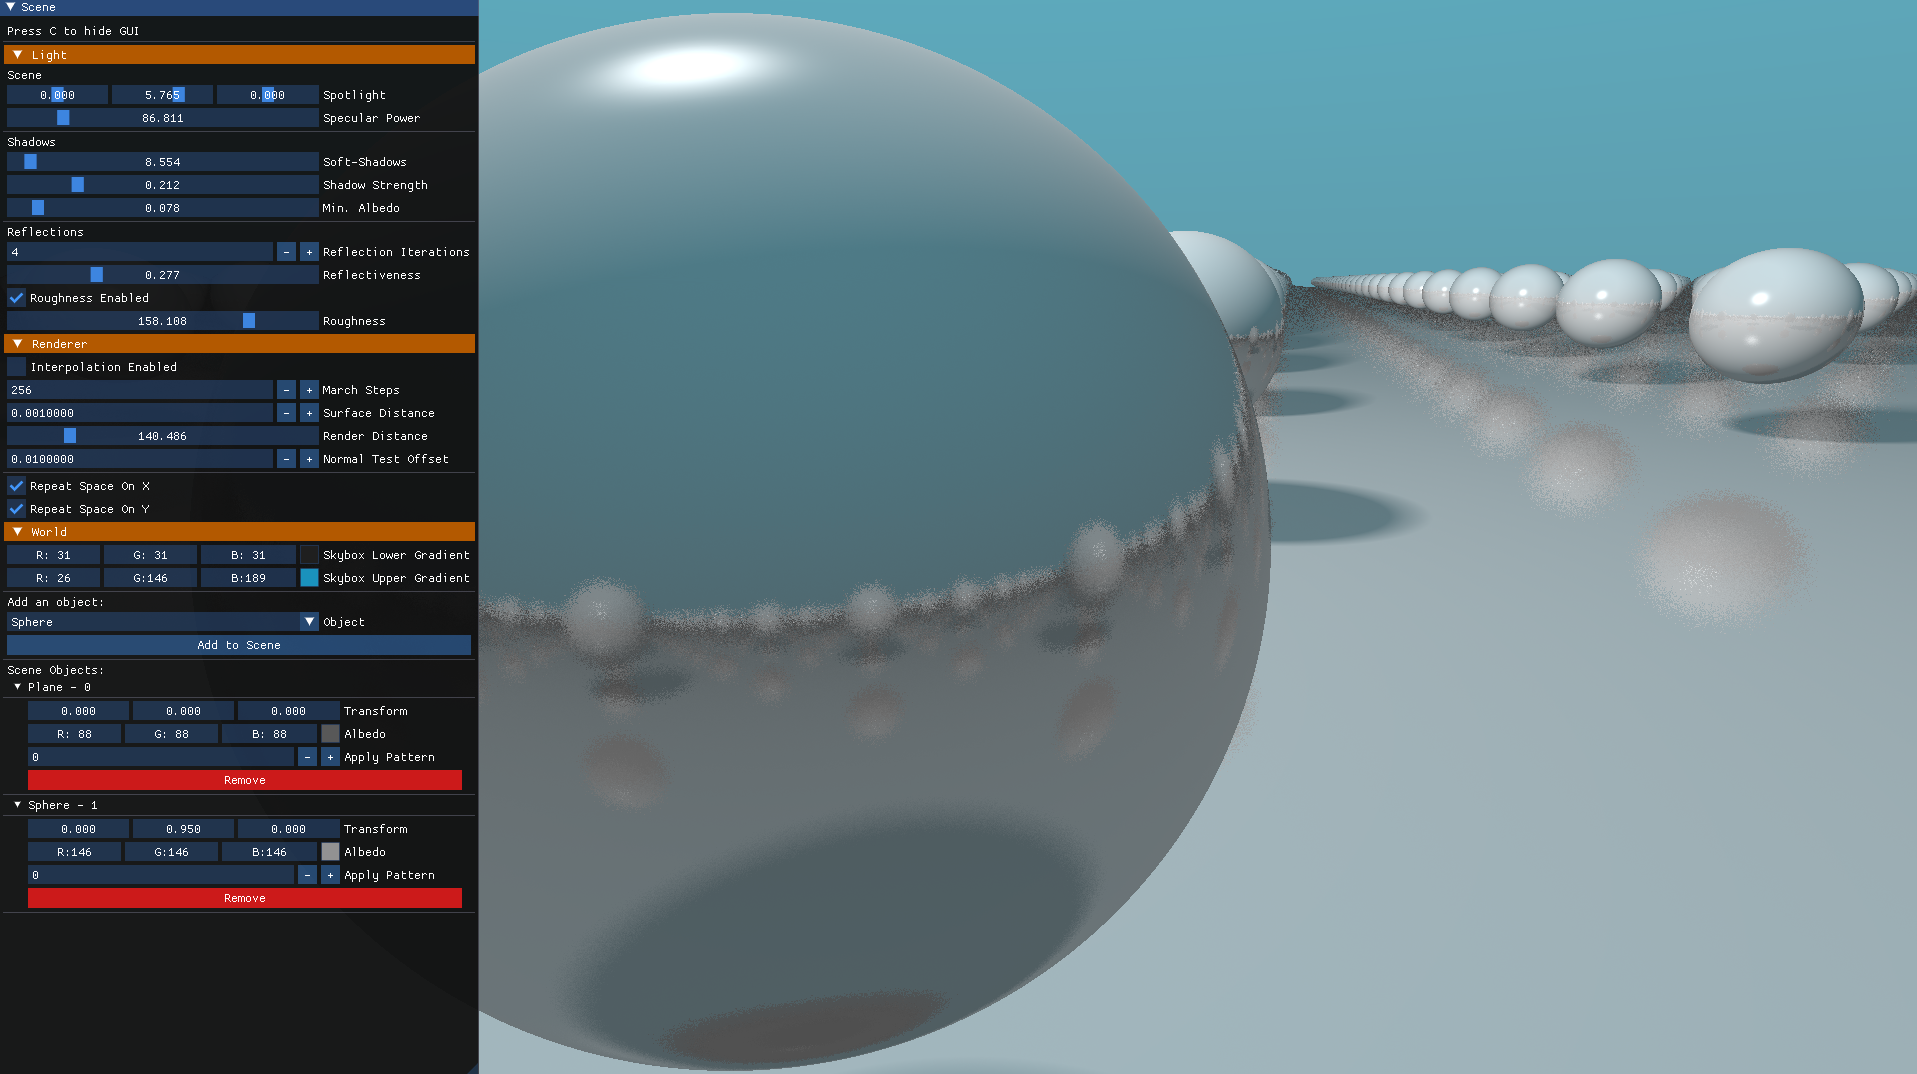 Scene
Press C to hide GUI
Light
Scene
0.000 5.765 0.000 Spotlight
86.811 Specular Power
Shadows
8.554 Soft-Shadows
0.212 Shadow Strength
0.078 Min. Albedo
Reflections
4 - + Reflection Iterations
0.277 Reflectiveness
Roughness Enabled
158.108 Roughness
Renderer
Interpolation Enabled
256 - + March Steps
0.0010000 - + Surface Distance
140.486 Render Distance
0.0100000 - + Normal Test Offset
Repeat Space On X
Repeat Space On Y
World
R: 31 G: 31 B: 31 Skybox Lower Gradient
R: 26 G:146 B:189 Skybox Upper Gradient
Add an object:
Sphere Object
Add to Scene
Scene Objects:
Plane - 0
0.000 0.000 0.000 Transform
R: 88 G: 88 B: 88 Albedo
0 - + Apply Pattern
Remove
Sphere - 1
0.000 0.950 0.000 Transform
R:146 G:146 B:146 Albedo
0 - + Apply Pattern
Remove